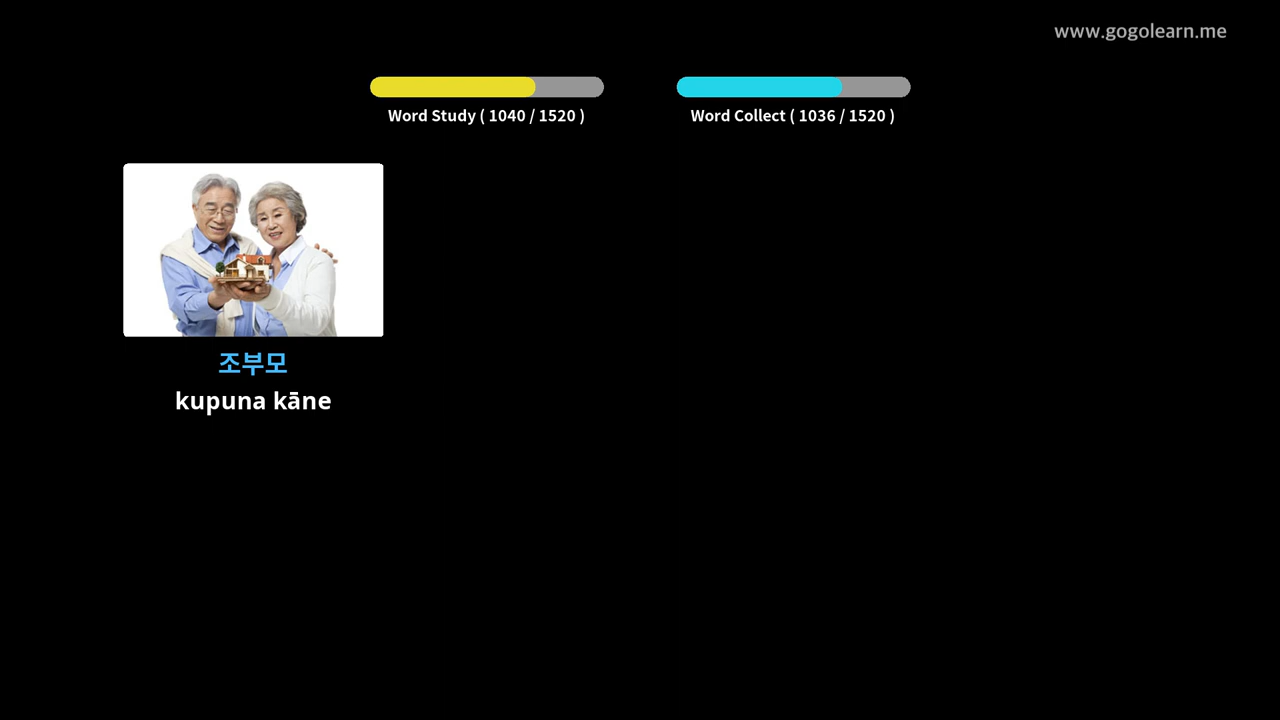 www.gogolearn.me
Word Study ( 1040 / 1520 )
Word Collect ( 1036 / 1520 )
조부모
kupuna kāne